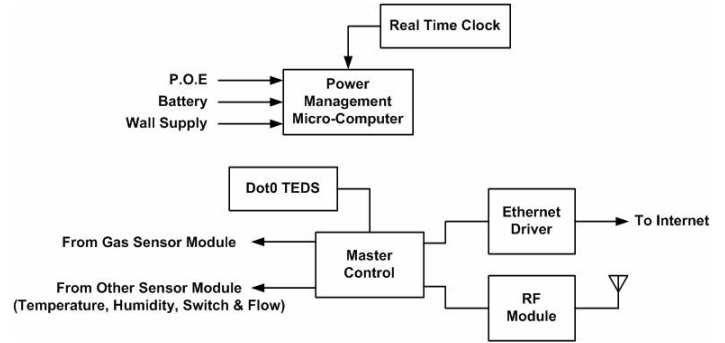 Real Time Clock
P.O.E
Battery
Wall Supply
Power
Management
Micro-Computer
Dot0 TEDS
Ethernet
Driver
To Internet
From Gas Sensor Module
Master
Control
From Other Sensor Module
(Temperature, Humidity, Switch & Flow)
RF
Module